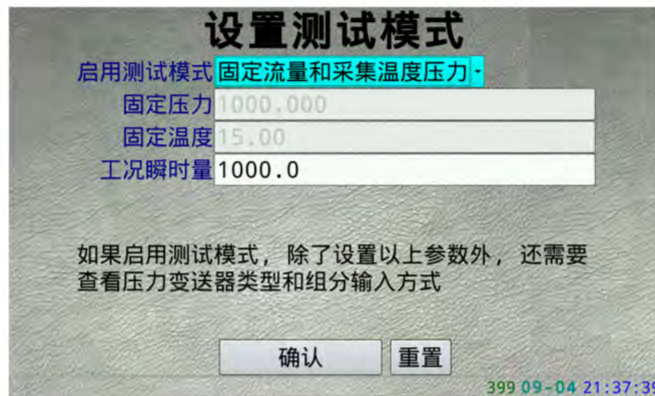 设置测试模式
启用测试模式 固定流量和采集温度压力
固定压力 1000.000
固定温度 15.00
工况瞬时量 1000.0
如果启用测试模式, 除了设置以上参数外, 还需要
查看压力变送器类型和组分输入方式
确认 重置
399 09-04 21:37:39